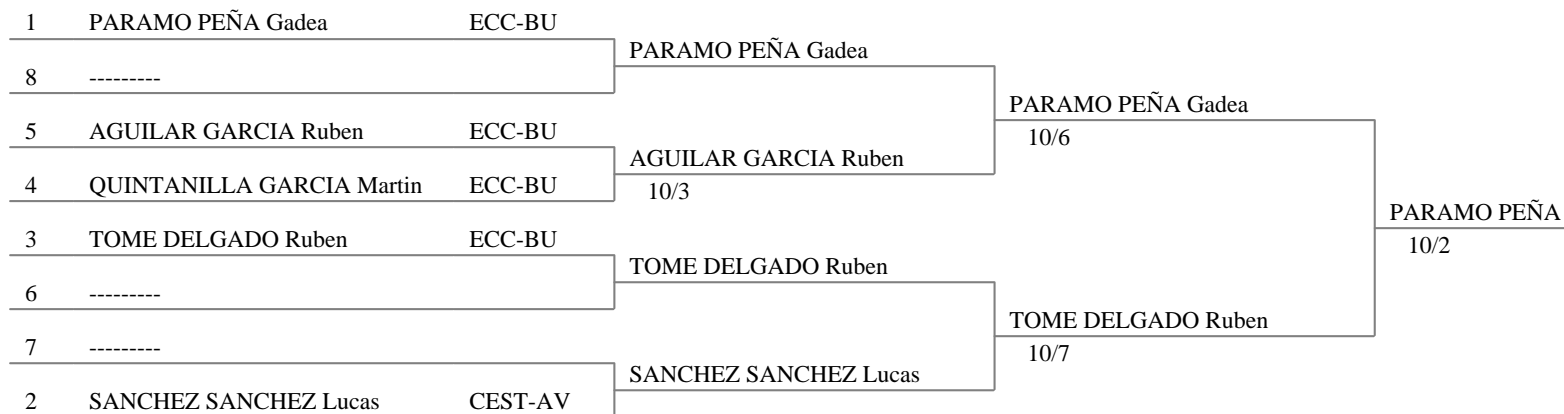 1 PARAMO PEÑA Gadea ECC-BU
PARAMO PEÑA Gadea
8 ---------
PARAMO PEÑA Gadea
10/6
5 AGUILAR GARCIA Ruben ECC-BU
AGUILAR GARCIA Ruben
10/3
4 QUINTANILLA GARCIA Martin ECC-BU
PARAMO PEÑA
10/2
3 TOME DELGADO Ruben ECC-BU
TOME DELGADO Ruben
6 ---------
TOME DELGADO Ruben
10/7
7 ---------
SANCHEZ SANCHEZ Lucas
2 SANCHEZ SANCHEZ Lucas CEST-AV